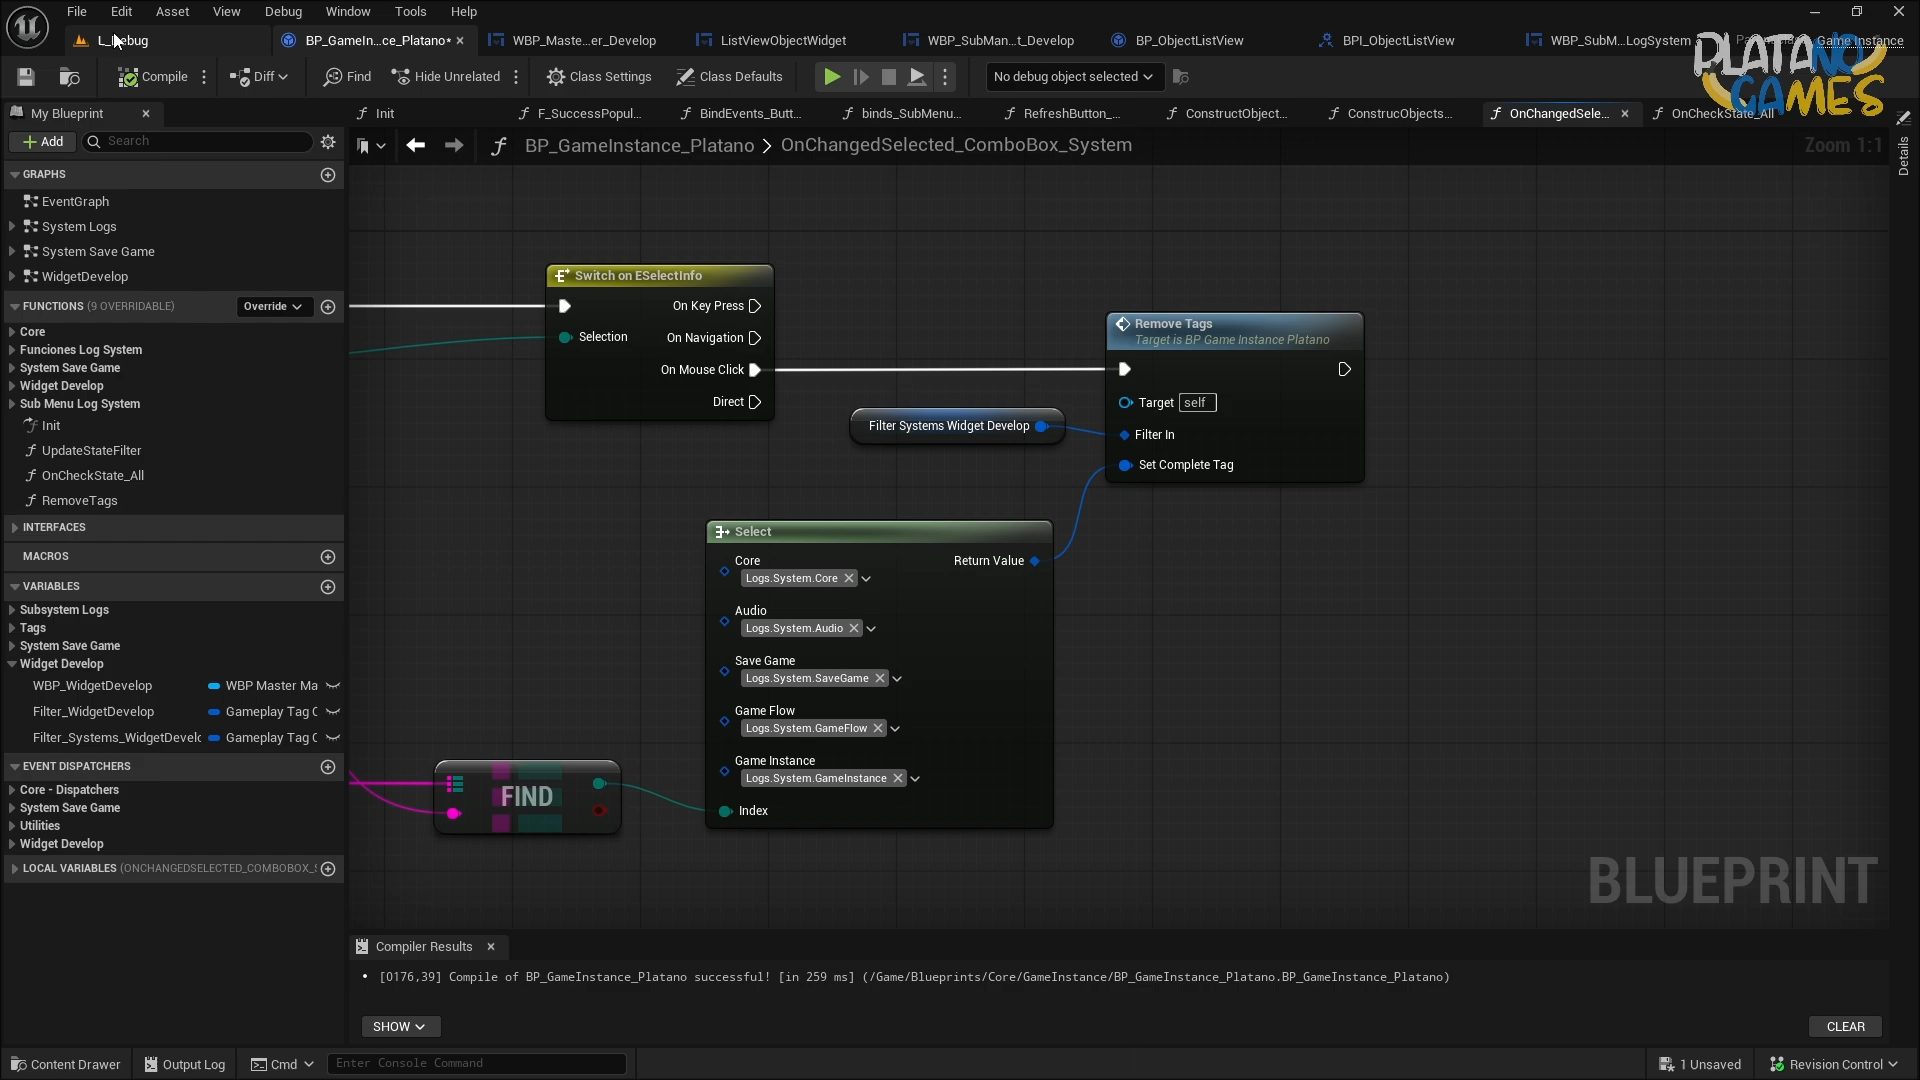 File Edit Asset View Debug Window Tools Help
L_Debug
BP_GameIn...ce_Platano*
WBP_Maste...er_Develop
ListViewObjectWidget
WBP_SubMan...t_Develop
BP_ObjectListView
BPI_ObjectListView
WBP_SubM...LogSystem
Game Instance
PLATANO
GAMES
Compile
Diff
Find
Hide Unrelated
Class Settings
Class Defaults
No debug object selected
My Blueprint
Init
F_SuccessPopul...
BindEvents_Butt...
binds_SubMenu...
RefreshButton_...
ConstructObject...
ConstrucObjects...
OnChangedSele...
OnCheckState_All
Details
Add
Search
BP_GameInstance_Platano > OnChangedSelected_ComboBox_System
Zoom 1:1
GRAPHS
EventGraph
System Logs
System Save Game
WidgetDevelop
FUNCTIONS (9 OVERRIDABLE)
Override
Core
Funciones Log System
System Save Game
Widget Develop
Sub Menu Log System
Init
UpdateStateFilter
OnCheckState_All
RemoveTags
INTERFACES
MACROS
VARIABLES
Subsystem Logs
Tags
System Save Game
Widget Develop
WBP_WidgetDevelop WBP Master Ma
Filter_WidgetDevelop Gameplay Tag C
Filter_Systems_WidgetDevelo Gameplay Tag C
EVENT DISPATCHERS
Core - Dispatchers
System Save Game
Utilities
Widget Develop
LOCAL VARIABLES (ONCHANGEDSELECTED_COMBOBOX_S
Switch on ESelectInfo
On Key Press
Selection
On Navigation
On Mouse Click
Direct
Remove Tags
Target is BP Game Instance Platano
Target self
Filter In
Set Complete Tag
Filter Systems Widget Develop
Select
Core
Return Value
Logs.System.Core
Audio
Logs.System.Audio
Save Game
Logs.System.SaveGame
Game Flow
Logs.System.GameFlow
Game Instance
Logs.System.GameInstance
Index
FIND
BLUEPRINT
Compiler Results
[0176,39] Compile of BP_GameInstance_Platano successful! [in 259 ms] (/Game/Blueprints/Core/GameInstance/BP_GameInstance_Platano.BP_GameInstance_Platano)
SHOW
CLEAR
Content Drawer
Output Log
Cmd
Enter Console Command
1 Unsaved
Revision Control